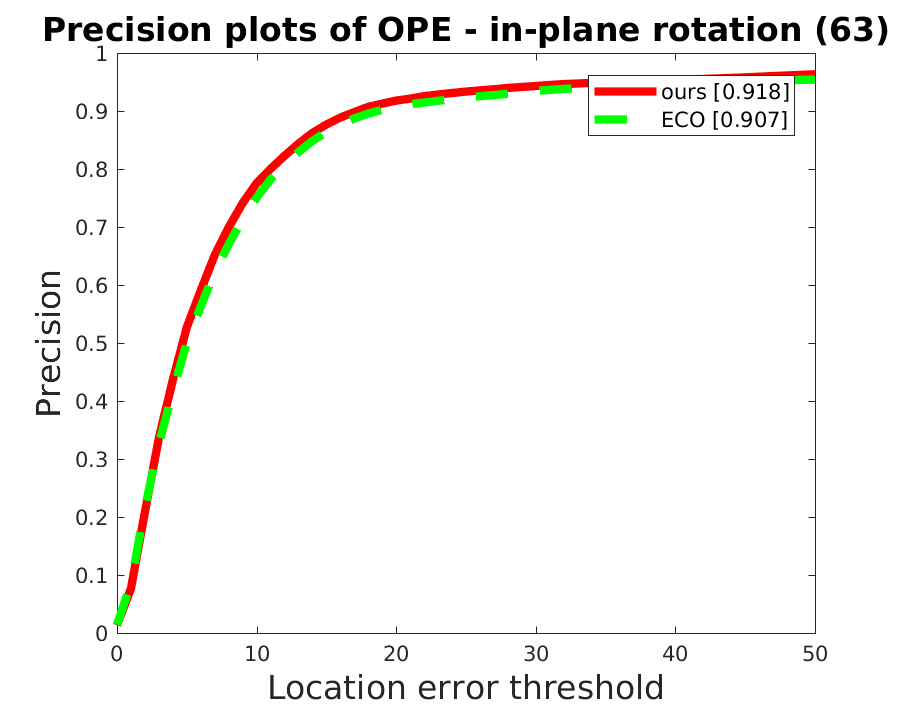 Precision plots of OPE - in-plane rotation (63)
1
0.9
0.8
0.7
0.6
0.5
0.4
0.3
0.2
0.1
0
Precision
ours [0.918]
ECO [0.907]
0 10 20 30 40 50
Location error threshold